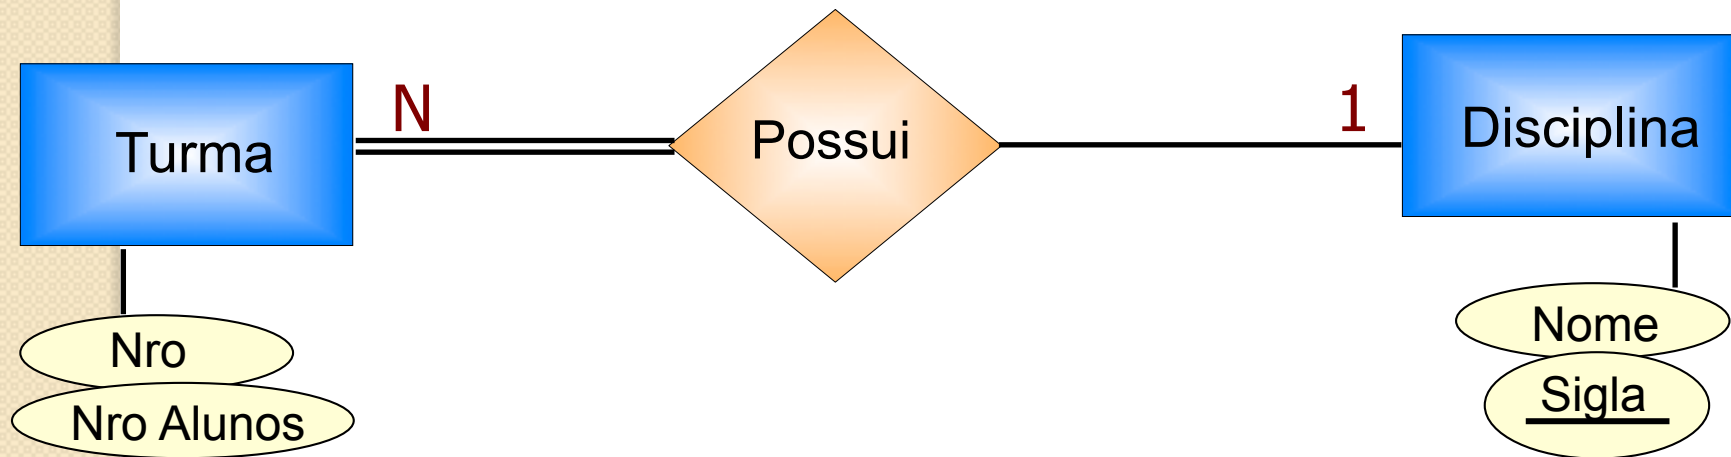 Turma
N
Possui
1
Disciplina
Nro
Nro Alunos
Nome
Sigla